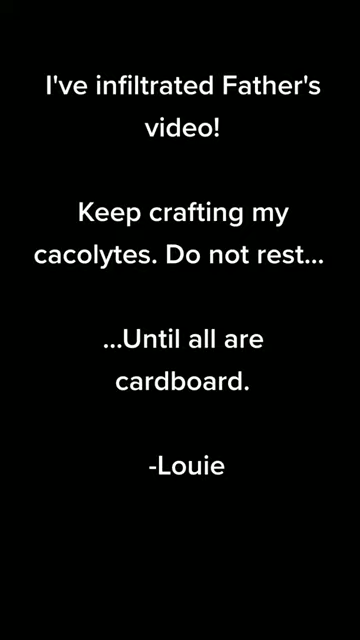 I've infiltrated Father's
video!
Keep crafting my
cacolytes. Do not rest...
...Until all are
cardboard.
-Louie